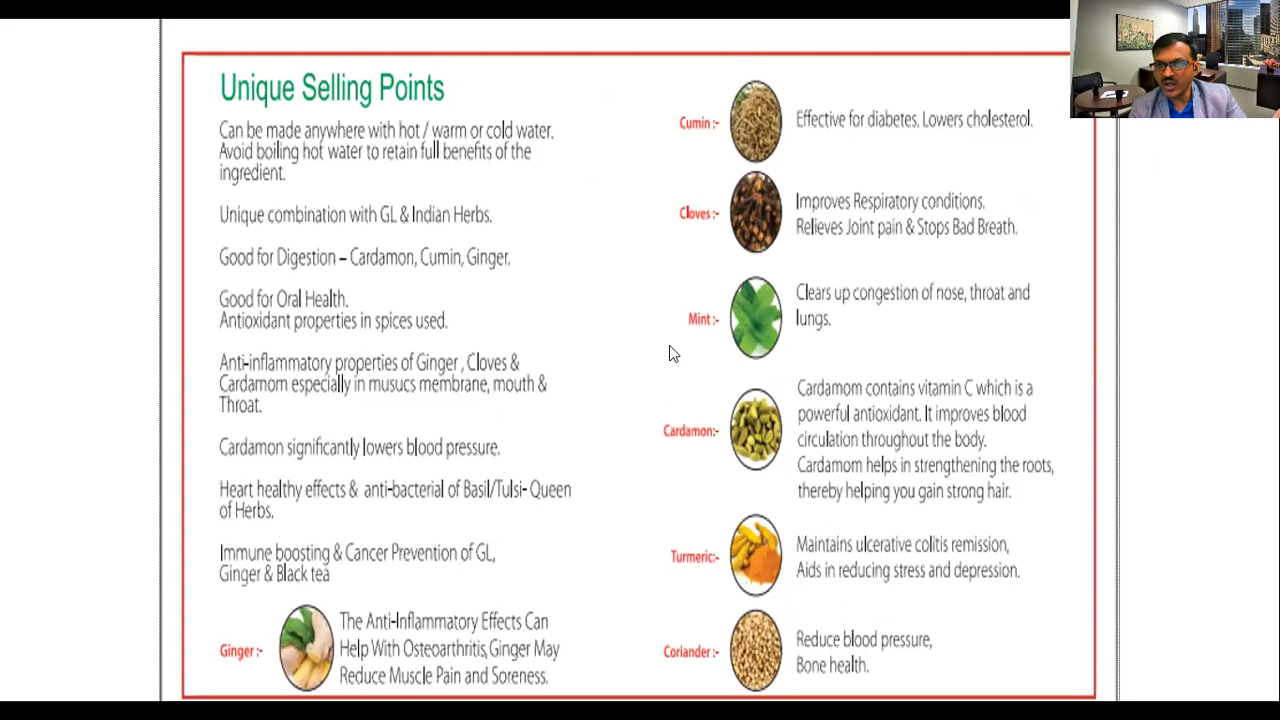 Unique Selling Points
Can be made anywhere with hot / warm or cold water.
Avoid boiling hot water to retain full benefits of the
ingredient.
Unique combination with GL & Indian Herbs.
Good for Digestion – Cardamon, Cumin, Ginger.
Good for Oral Health.
Antioxidant properties in spices used.
Anti-inflammatory properties of Ginger , Cloves &
Cardamom especially in musucs membrane, mouth &
Throat.
Cardamon significantly lowers blood pressure.
Heart healthy effects & anti-bacterial of Basil/Tulsi- Queen
of Herbs.
Immune boosting & Cancer Prevention of GL,
Ginger & Black tea
Ginger :-
The Anti-Inflammatory Effects Can
Help With Osteoarthritis, Ginger May
Reduce Muscle Pain and Soreness.
Cumin :-
Effective for diabetes. Lowers cholesterol.
Cloves :-
Improves Respiratory conditions.
Relieves Joint pain & Stops Bad Breath.
Mint :-
Clears up congestion of nose, throat and
lungs.
Cardamon:-
Cardamom contains vitamin C which is a
powerful antioxidant. It improves blood
circulation throughout the body.
Cardamom helps in strengthening the roots,
thereby helping you gain strong hair.
Turmeric:-
Maintains ulcerative colitis remission,
Aids in reducing stress and depression.
Coriander :-
Reduce blood pressure,
Bone health.